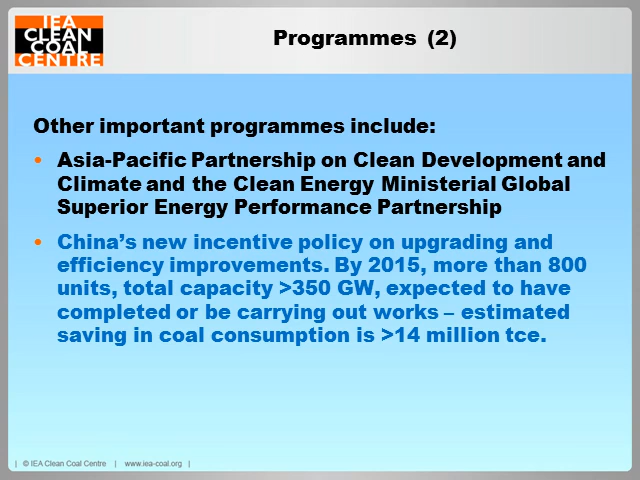 IEA
CLEAN
COAL
CENTRE
Programmes (2)
Other important programmes include:
• Asia-Pacific Partnership on Clean Development and
Climate and the Clean Energy Ministerial Global
Superior Energy Performance Partnership
• China’s new incentive policy on upgrading and
efficiency improvements. By 2015, more than 800
units, total capacity >350 GW, expected to have
completed or be carrying out works – estimated
saving in coal consumption is >14 million tce.
| © IEA Clean Coal Centre | www.iea-coal.org |